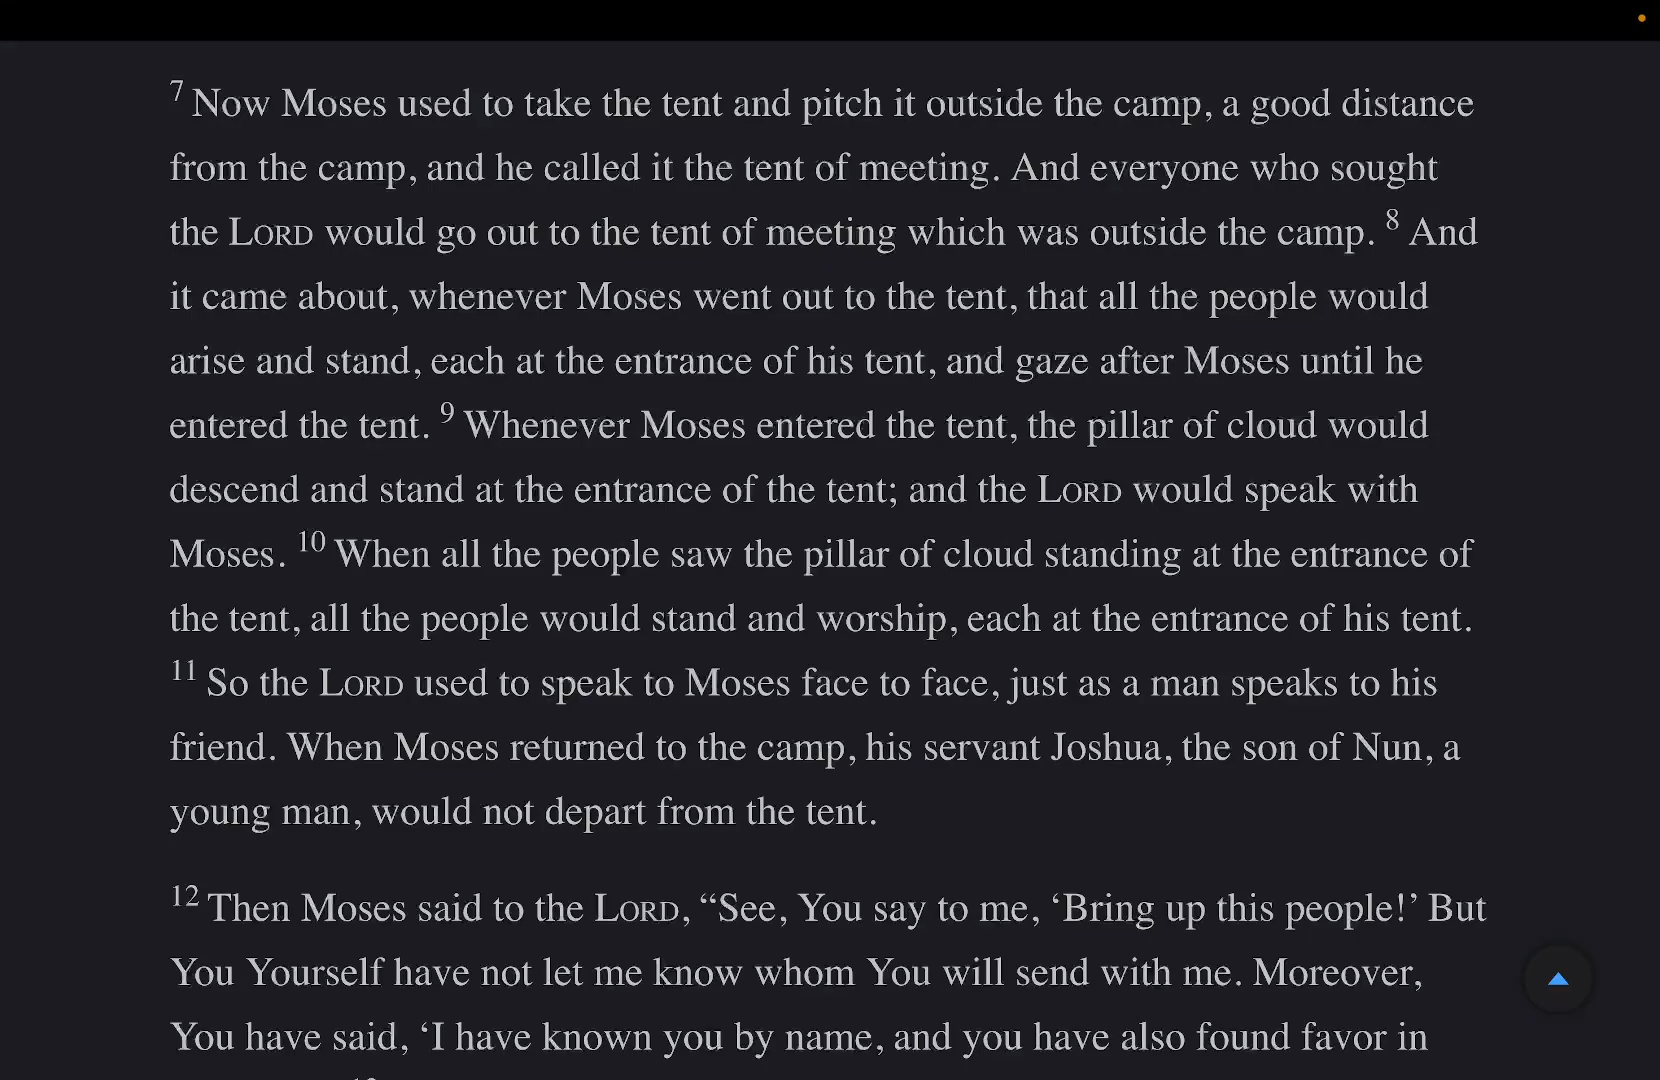 7 Now Moses used to take the tent and pitch it outside the camp, a good distance
from the camp, and he called it the tent of meeting. And everyone who sought
the LORD would go out to the tent of meeting which was outside the camp. 8 And
it came about, whenever Moses went out to the tent, that all the people would
arise and stand, each at the entrance of his tent, and gaze after Moses until he
entered the tent. 9 Whenever Moses entered the tent, the pillar of cloud would
descend and stand at the entrance of the tent; and the LORD would speak with
Moses. 10 When all the people saw the pillar of cloud standing at the entrance of
the tent, all the people would stand and worship, each at the entrance of his tent.
11 So the LORD used to speak to Moses face to face, just as a man speaks to his
friend. When Moses returned to the camp, his servant Joshua, the son of Nun, a
young man, would not depart from the tent.
12 Then Moses said to the LORD, “See, You say to me, ‘Bring up this people!’ But
You Yourself have not let me know whom You will send with me. Moreover,
You have said, ‘I have known you by name, and you have also found favor in